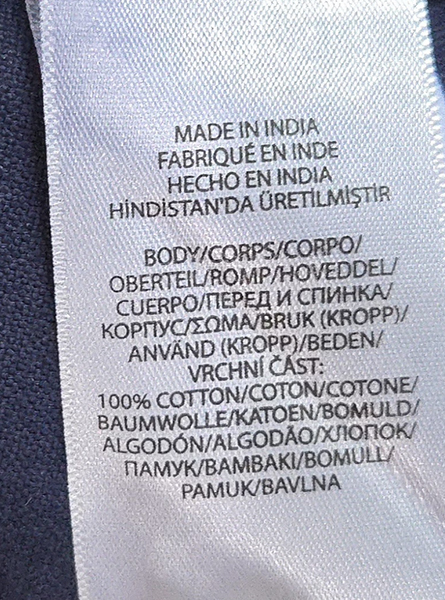 MADE IN INDIA
FABRIQUÉ EN INDE
HECHO EN INDIA
HİNDİSTAN'DA ÜRETİLMİŞTİR
BODY/CORPS/CORPO/
OBERTEIL/ROMP/HOVEDDEL/
CUERPO/ПЕРЕД И СПИНКА/
КОРПУС/ΣΩΜΑ/BRUK (KROPP)/
ANVÄND (KROPP)/BEDEN/
VRCHNÍ ČÁST:
100% COTTON/COTON/COTONE/
BAUMWOLLE/KATOEN/BOMULD/
ALGODÓN/ALGODÃO/ХЛОПОК/
ПАМУК/ΒΑΜΒΑΚΙ/BOMULL/
PAMUK/BAVLNA